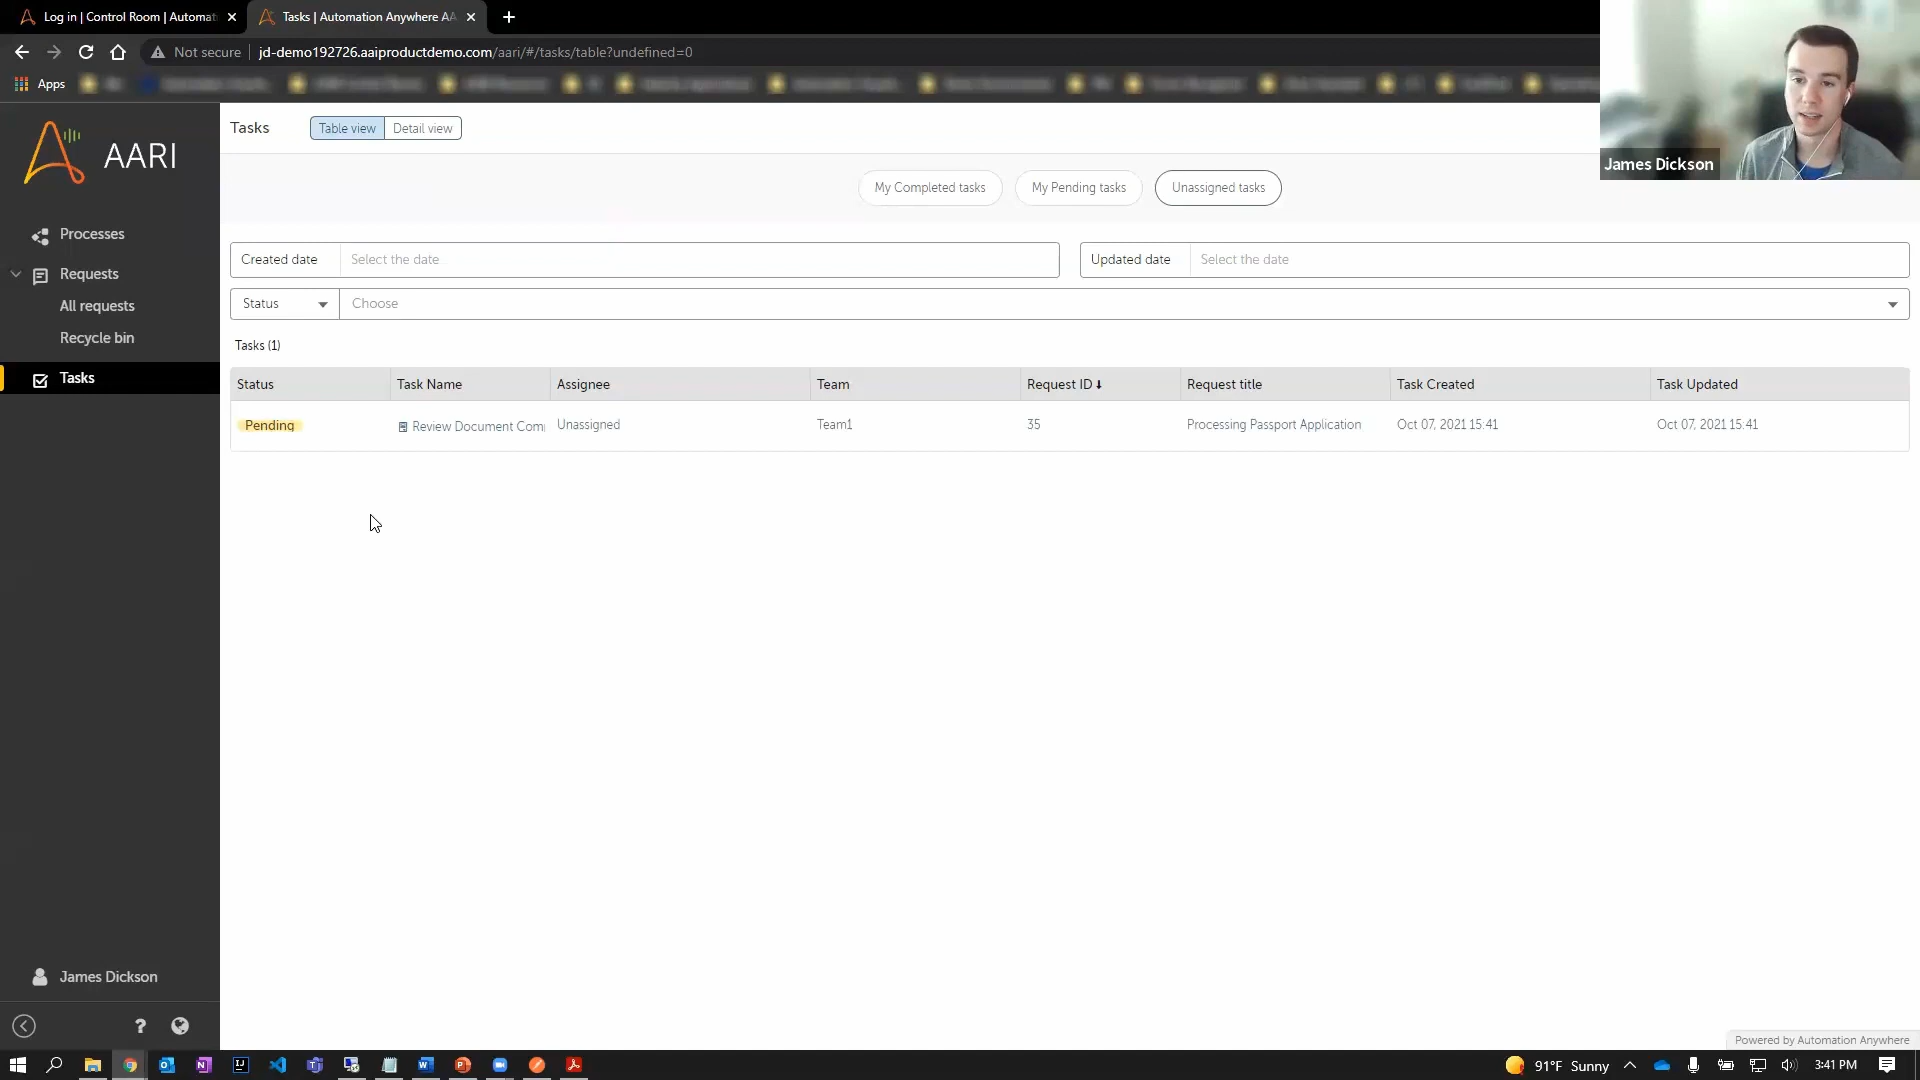 Log in | Control Room | Automat
Tasks | Automation Anywhere AA
Not secure
jd-demo192726.aaiproductdemo.com/aari/#/tasks/table?undefined=0
Apps
James Dickson
AARI
Tasks
Table view
Detail view
My Completed tasks
My Pending tasks
Unassigned tasks
Processes
Requests
All requests
Recycle bin
Tasks
Created date
Select the date
Updated date
Select the date
Status
Choose
Tasks (1)
Status Task Name Assignee Team Request ID Request title Task Created Task Updated
Pending Review Document Com Unassigned Team1 35 Processing Passport Application Oct 07, 2021 15:41 Oct 07, 2021 15:41
James Dickson
Powered by Automation Anywhere
91°F Sunny
3:41 PM